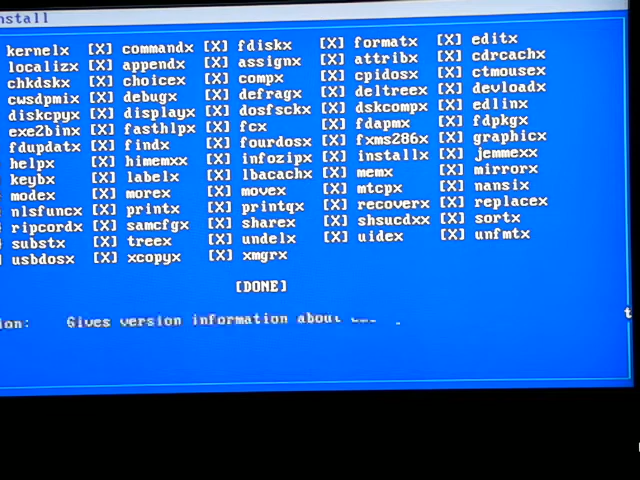 nstall
kernelx [X] commandx [X] fdiskx [X] formatx [X] editx
localizx [X] appendx [X] assignx [X] attribx [X] cdrcachx
chkdskx [X] choicex [X] compx [X] cpidosx [X] ctmousex
cwsdpmix [X] debugx [X] defragx [X] deltreex [X] devloadx
diskcpyx [X] displayx [X] dosfsckx [X] dskcompx [X] edlinx
exe2binx [X] fasthlpx [X] fcx [X] fdapmx [X] fdpkgx
fdupdatx [X] findx [X] fourdosx [X] fxms286x [X] graphicx
helpx [X] himemxx [X] infozipx [X] installx [X] jemmexx
keybx [X] labelx [X] lbacachx [X] memx [X] mirrorx
modex [X] morex [X] movex [X] mtcpx [X] nansix
nlsfuncx [X] printx [X] printqx [X] recoverx [X] replacex
ripcordx [X] samcfgx [X] sharex [X] shsucdxx [X] sortx
substx [X] treex [X] undelx [X] uidex [X] unfmtx
usbdosx [X] xcopyx [X] xmgrx
[DONE]
ion: Gives version information about